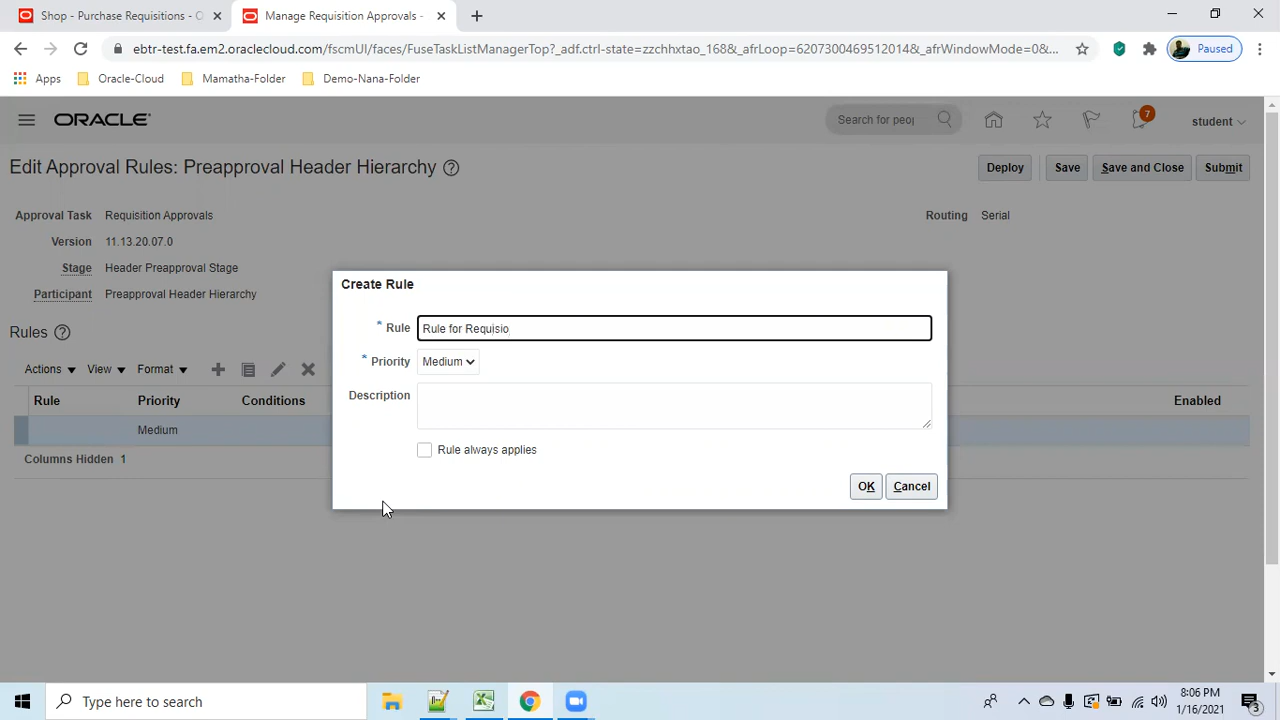 Shop - Purchase Requisitions - O
Manage Requisition Approvals -
ebtr-test.fa.em2.oraclecloud.com/fscmUI/faces/FuseTaskListManagerTop?_adf.ctrl-state=zzchhxtao_168&_afrLoop=6207300469512014&_afrWindowMode=0&...
Paused
Apps
Oracle-Cloud
Mamatha-Folder
Demo-Nana-Folder
ORACLE
Search for peop
7
student
Edit Approval Rules: Preapproval Header Hierarchy
Deploy
Save
Save and Close
Submit
Approval Task Requisition Approvals
Routing Serial
Version 11.13.20.07.0
Stage Header Preapproval Stage
Participant Preapproval Header Hierarchy
Rules
Actions
View
Format
Rule
Priority
Conditions
Enabled
Medium
Columns Hidden 1
Create Rule
* Rule Rule for Requisio
* Priority Medium
Description
Rule always applies
OK
Cancel
Type here to search
8:06 PM
1/16/2021
3